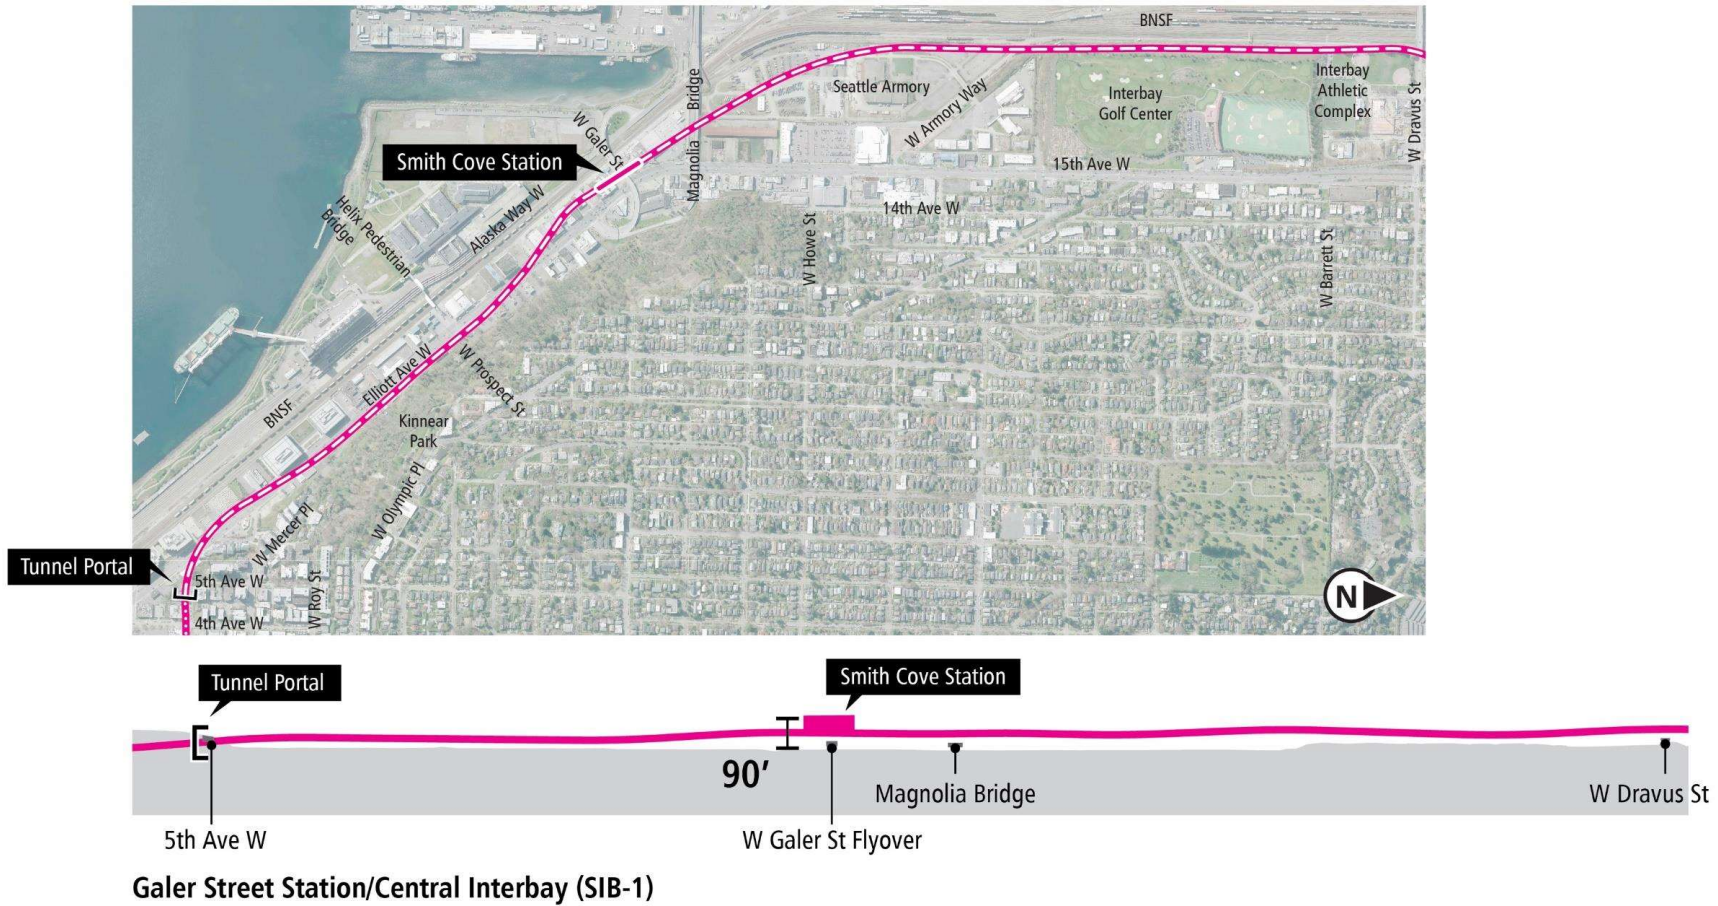 BNSF
Seattle Armory
W Armory Way
Interbay
Golf Center
Interbay
Athletic
Complex
W Dravus St
Magnolia Bridge
W Galer St
Smith Cove Station
15th Ave W
14th Ave W
Helix Pedestrian
Bridge
Alaska Way W
W Howe St
W Barrett St
BNSF
Elliott Ave W
W Prospect St
Kinnear
Park
W Olympic Pl
W Mercer Pl
Tunnel Portal
5th Ave W
W Roy St
4th Ave W
N
Tunnel Portal
Smith Cove Station
90’
Magnolia Bridge
W Dravus St
5th Ave W
W Galer St Flyover
Galer Street Station/Central Interbay (SIB-1)